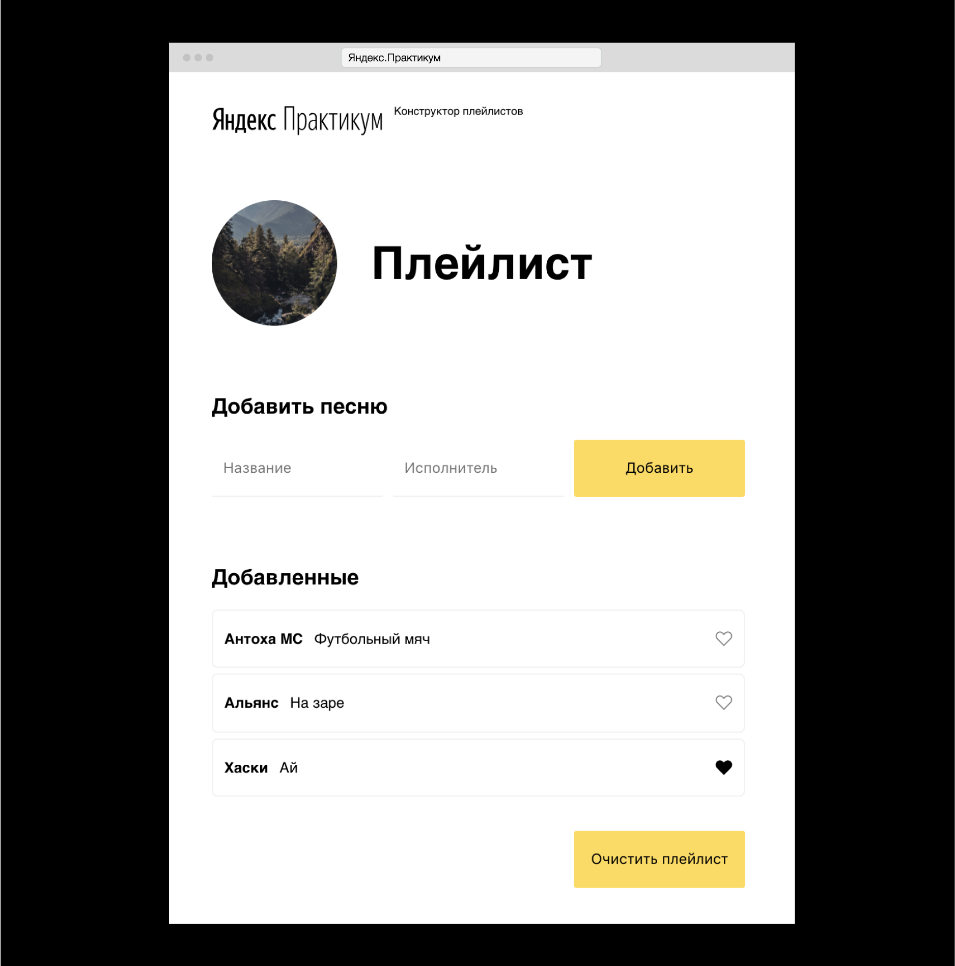 Яндекс.Практикум
Яндекс Практикум Конструктор плейлистов
Плейлист
Добавить песню
Название Исполнитель Добавить
Добавленные
Антоха МС Футбольный мяч
Альянс На заре
Хаски Ай
Очистить плейлист